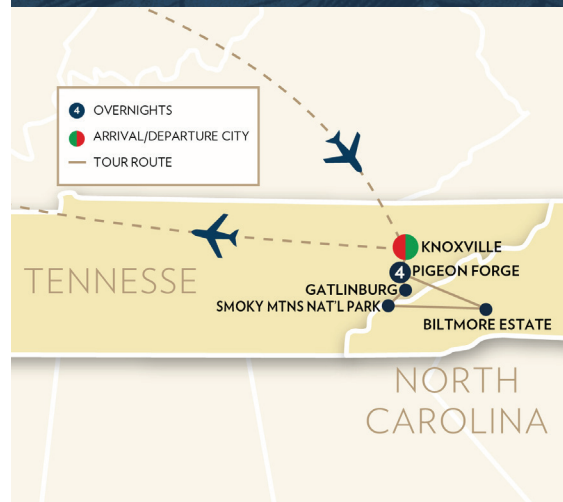 4 OVERNIGHTS
ARRIVAL/DEPARTURE CITY
TOUR ROUTE
KNOXVILLE
4 PIGEON FORGE
TENNESSEE
GATLINBURG
SMOKY MTNS NAT'L PARK
BILTMORE ESTATE
NORTH
CAROLINA